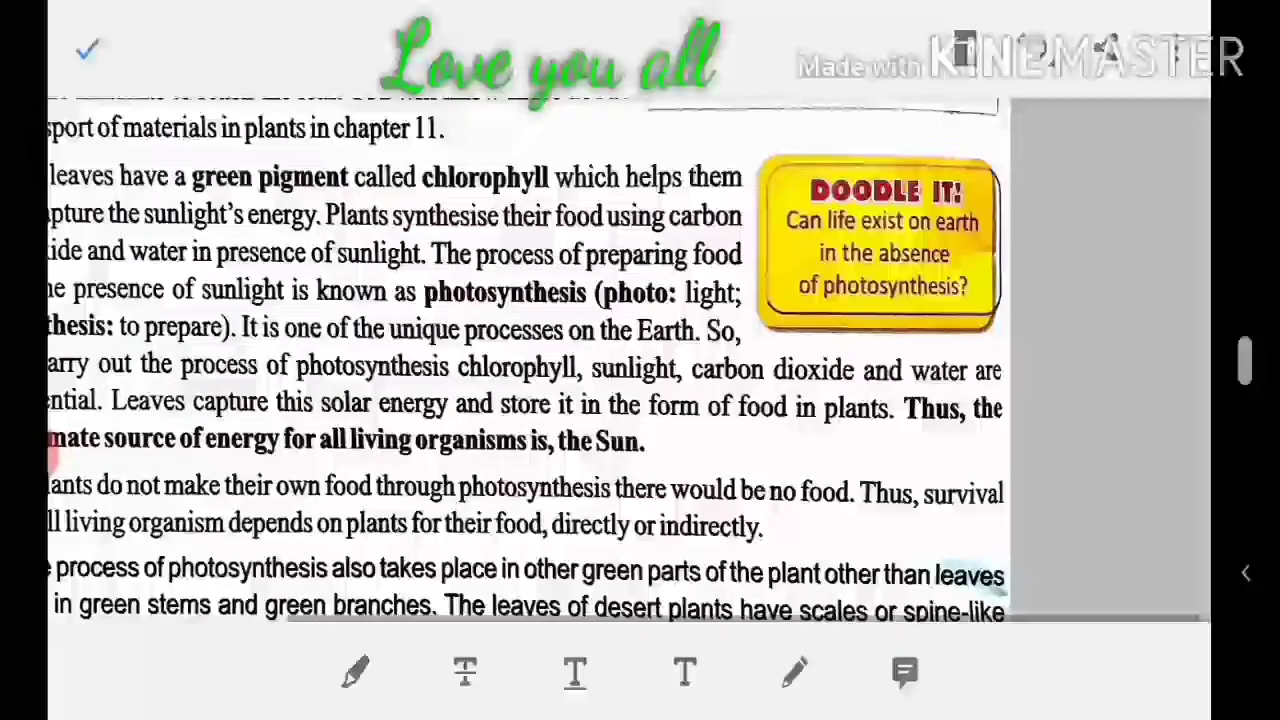 Love you all
Made with KINEMASTER
sport of materials in plants in chapter 11.
leaves have a green pigment called chlorophyll which helps them
pture the sunlight's energy. Plants synthesise their food using carbon
ide and water in presence of sunlight. The process of preparing food
he presence of sunlight is known as photosynthesis (photo: light;
thesis: to prepare). It is one of the unique processes on the Earth. So,
arry out the process of photosynthesis chlorophyll, sunlight, carbon dioxide and water are
ntial. Leaves capture this solar energy and store it in the form of food in plants. Thus, the
mate source of energy for all living organisms is, the Sun.
lants do not make their own food through photosynthesis there would be no food. Thus, survival
ll living organism depends on plants for their food, directly or indirectly.
process of photosynthesis also takes place in other green parts of the plant other than leaves
in green stems and green branches. The leaves of desert plants have scales or spine-like
DOODLE IT!
Can life exist on earth
in the absence
of photosynthesis?